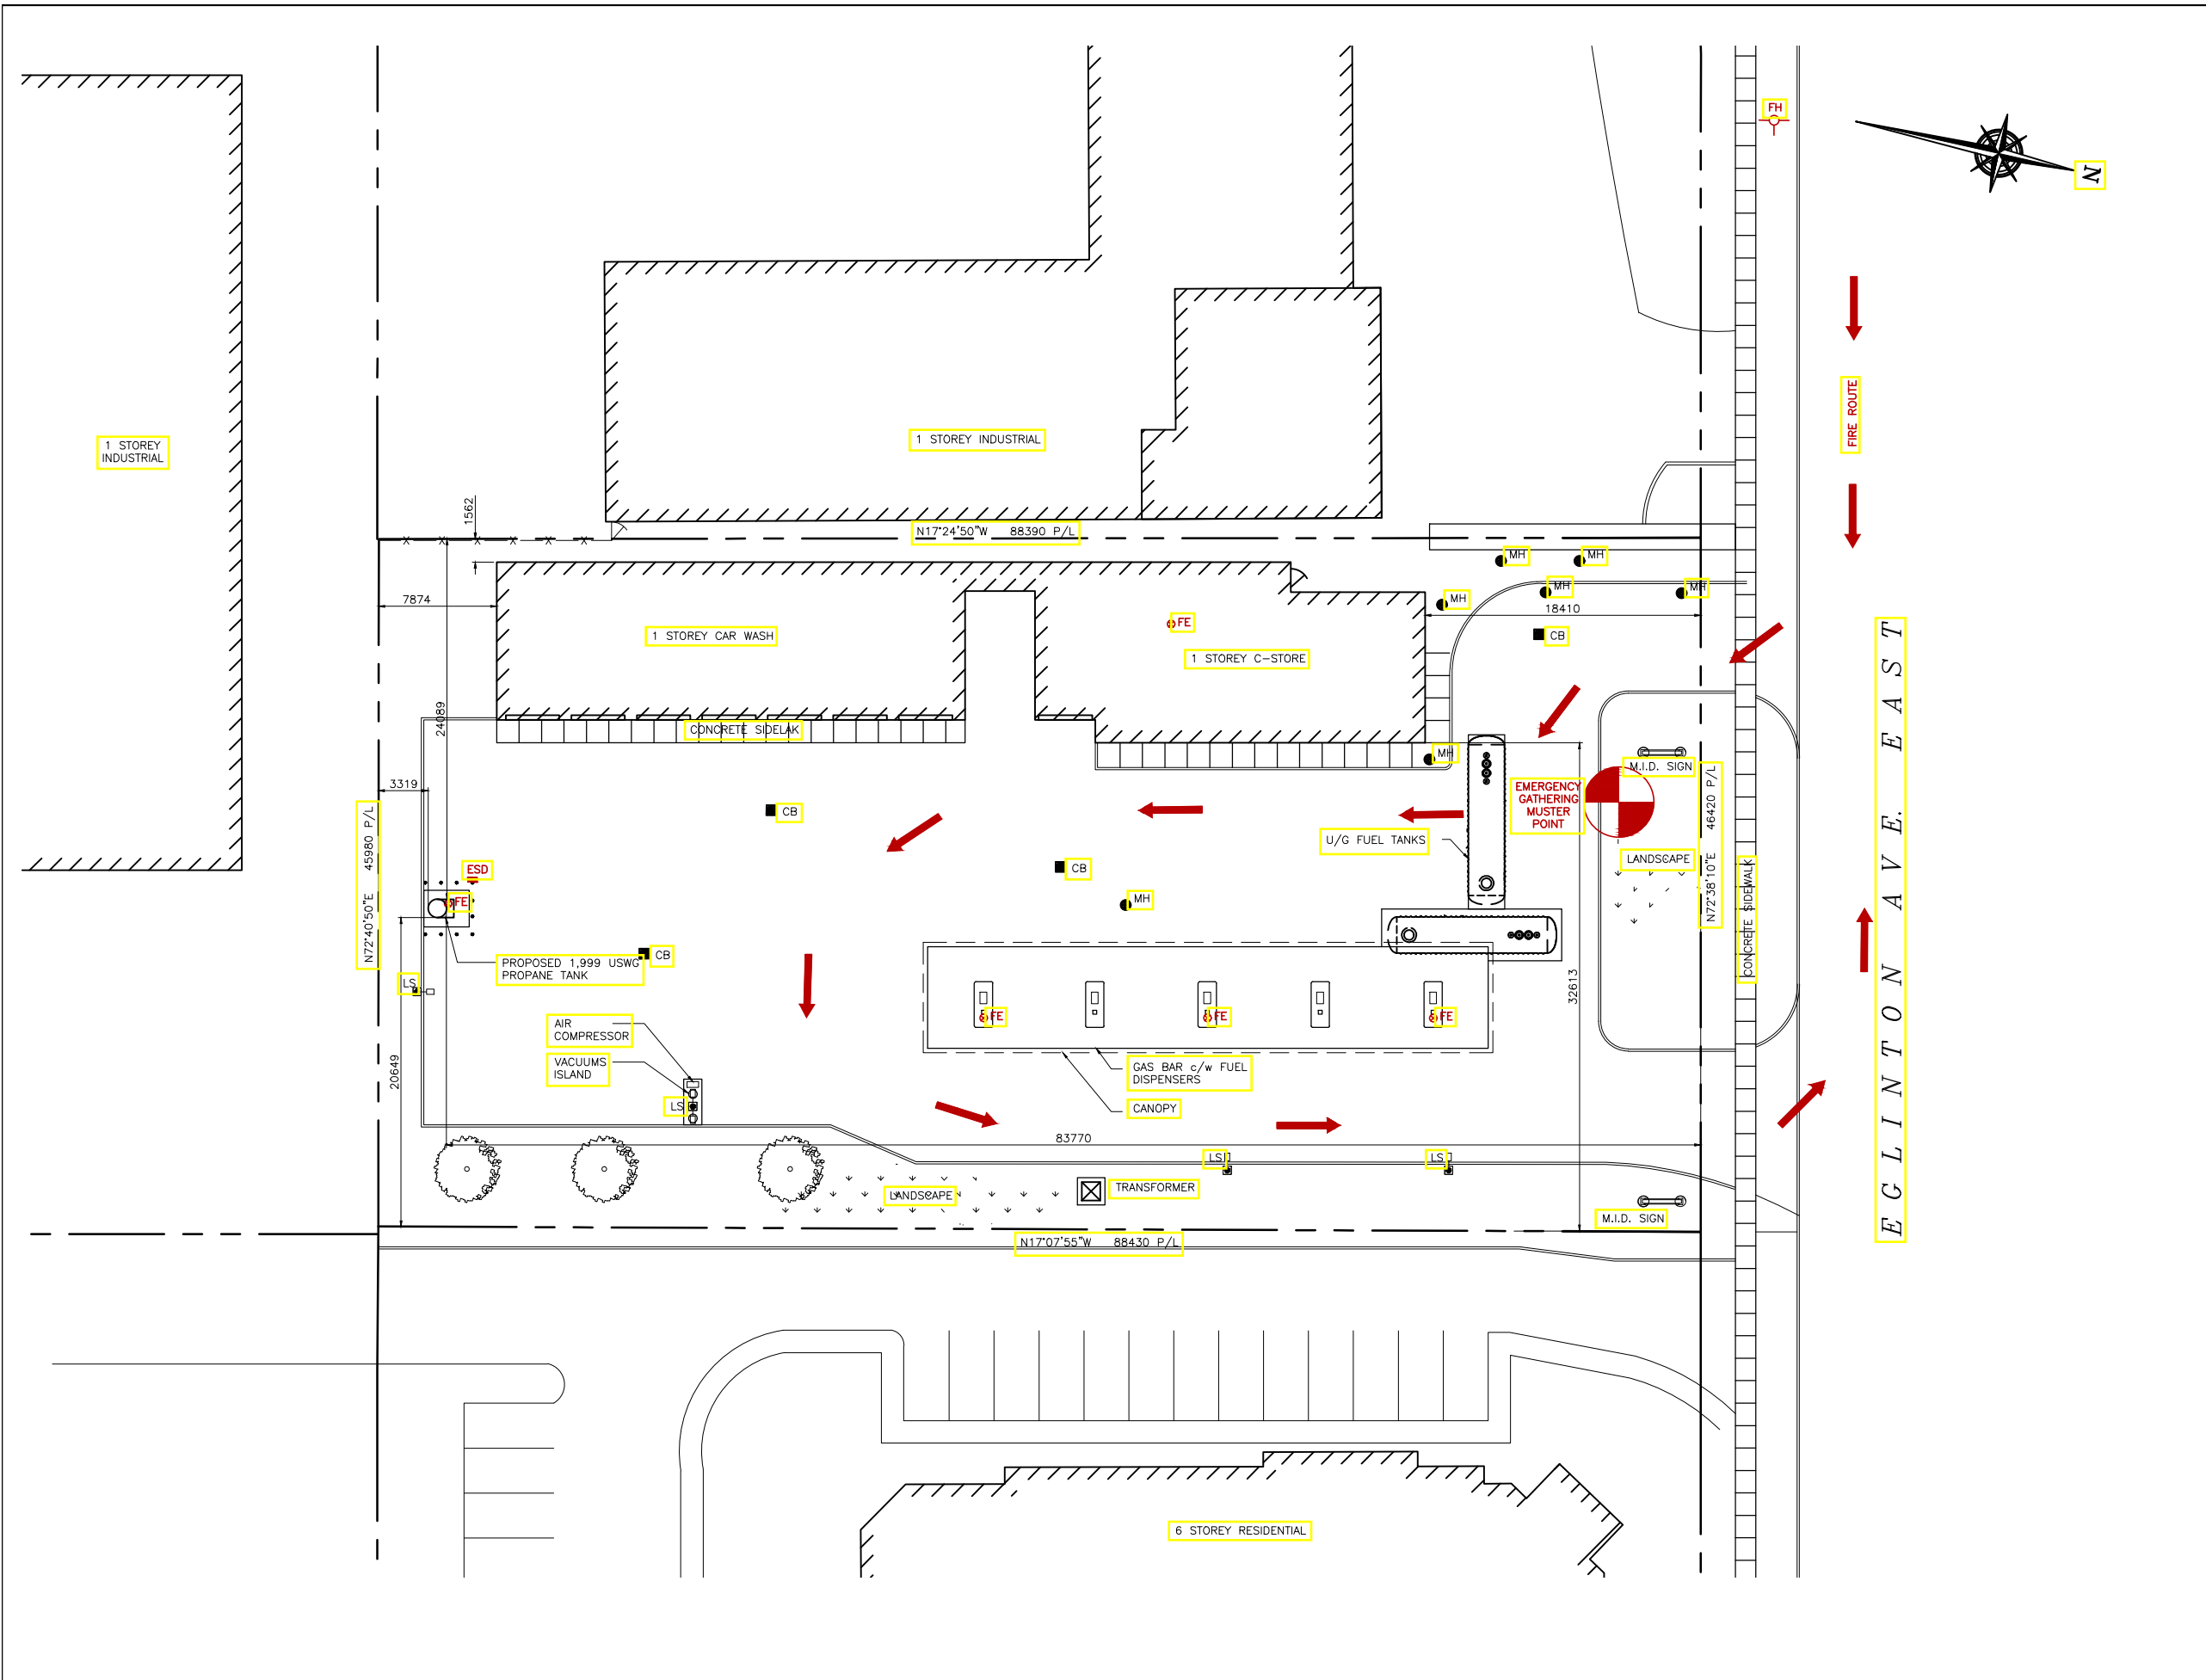 FH
N
FIRE ROUTE
1 STOREY
INDUSTRIAL
1 STOREY INDUSTRIAL
1562
N17°24'50"W 88390 P/L
MH
MH
MH
MH
MH
7874
18410
FE
CB
1 STOREY CAR WASH
1 STOREY C-STORE
24089
CONCRETE SIDELAK
MH
M.I.D. SIGN
3319
EMERGENCY
GATHERING
MUSTER
POINT
CB
U/G FUEL TANKS
N72°40'50"E 45980 P/L
N72°38'10"E 46420 P/L
LANDSCAPE
EGLINTON AVE. EAST
ESD
CB
FE
MH
CONCRETE SIDEWALK
CB
PROPOSED 1,999 USWG
PROPANE TANK
LS
32613
FE
FE
FE
AIR
COMPRESSOR
VACUUMS
ISLAND
20649
GAS BAR c/w FUEL
DISPENSERS
LS
CANOPY
83770
LS
LS
TRANSFORMER
LANDSCAPE
M.I.D. SIGN
N17°07'55"W 88430 P/L
6 STOREY RESIDENTIAL